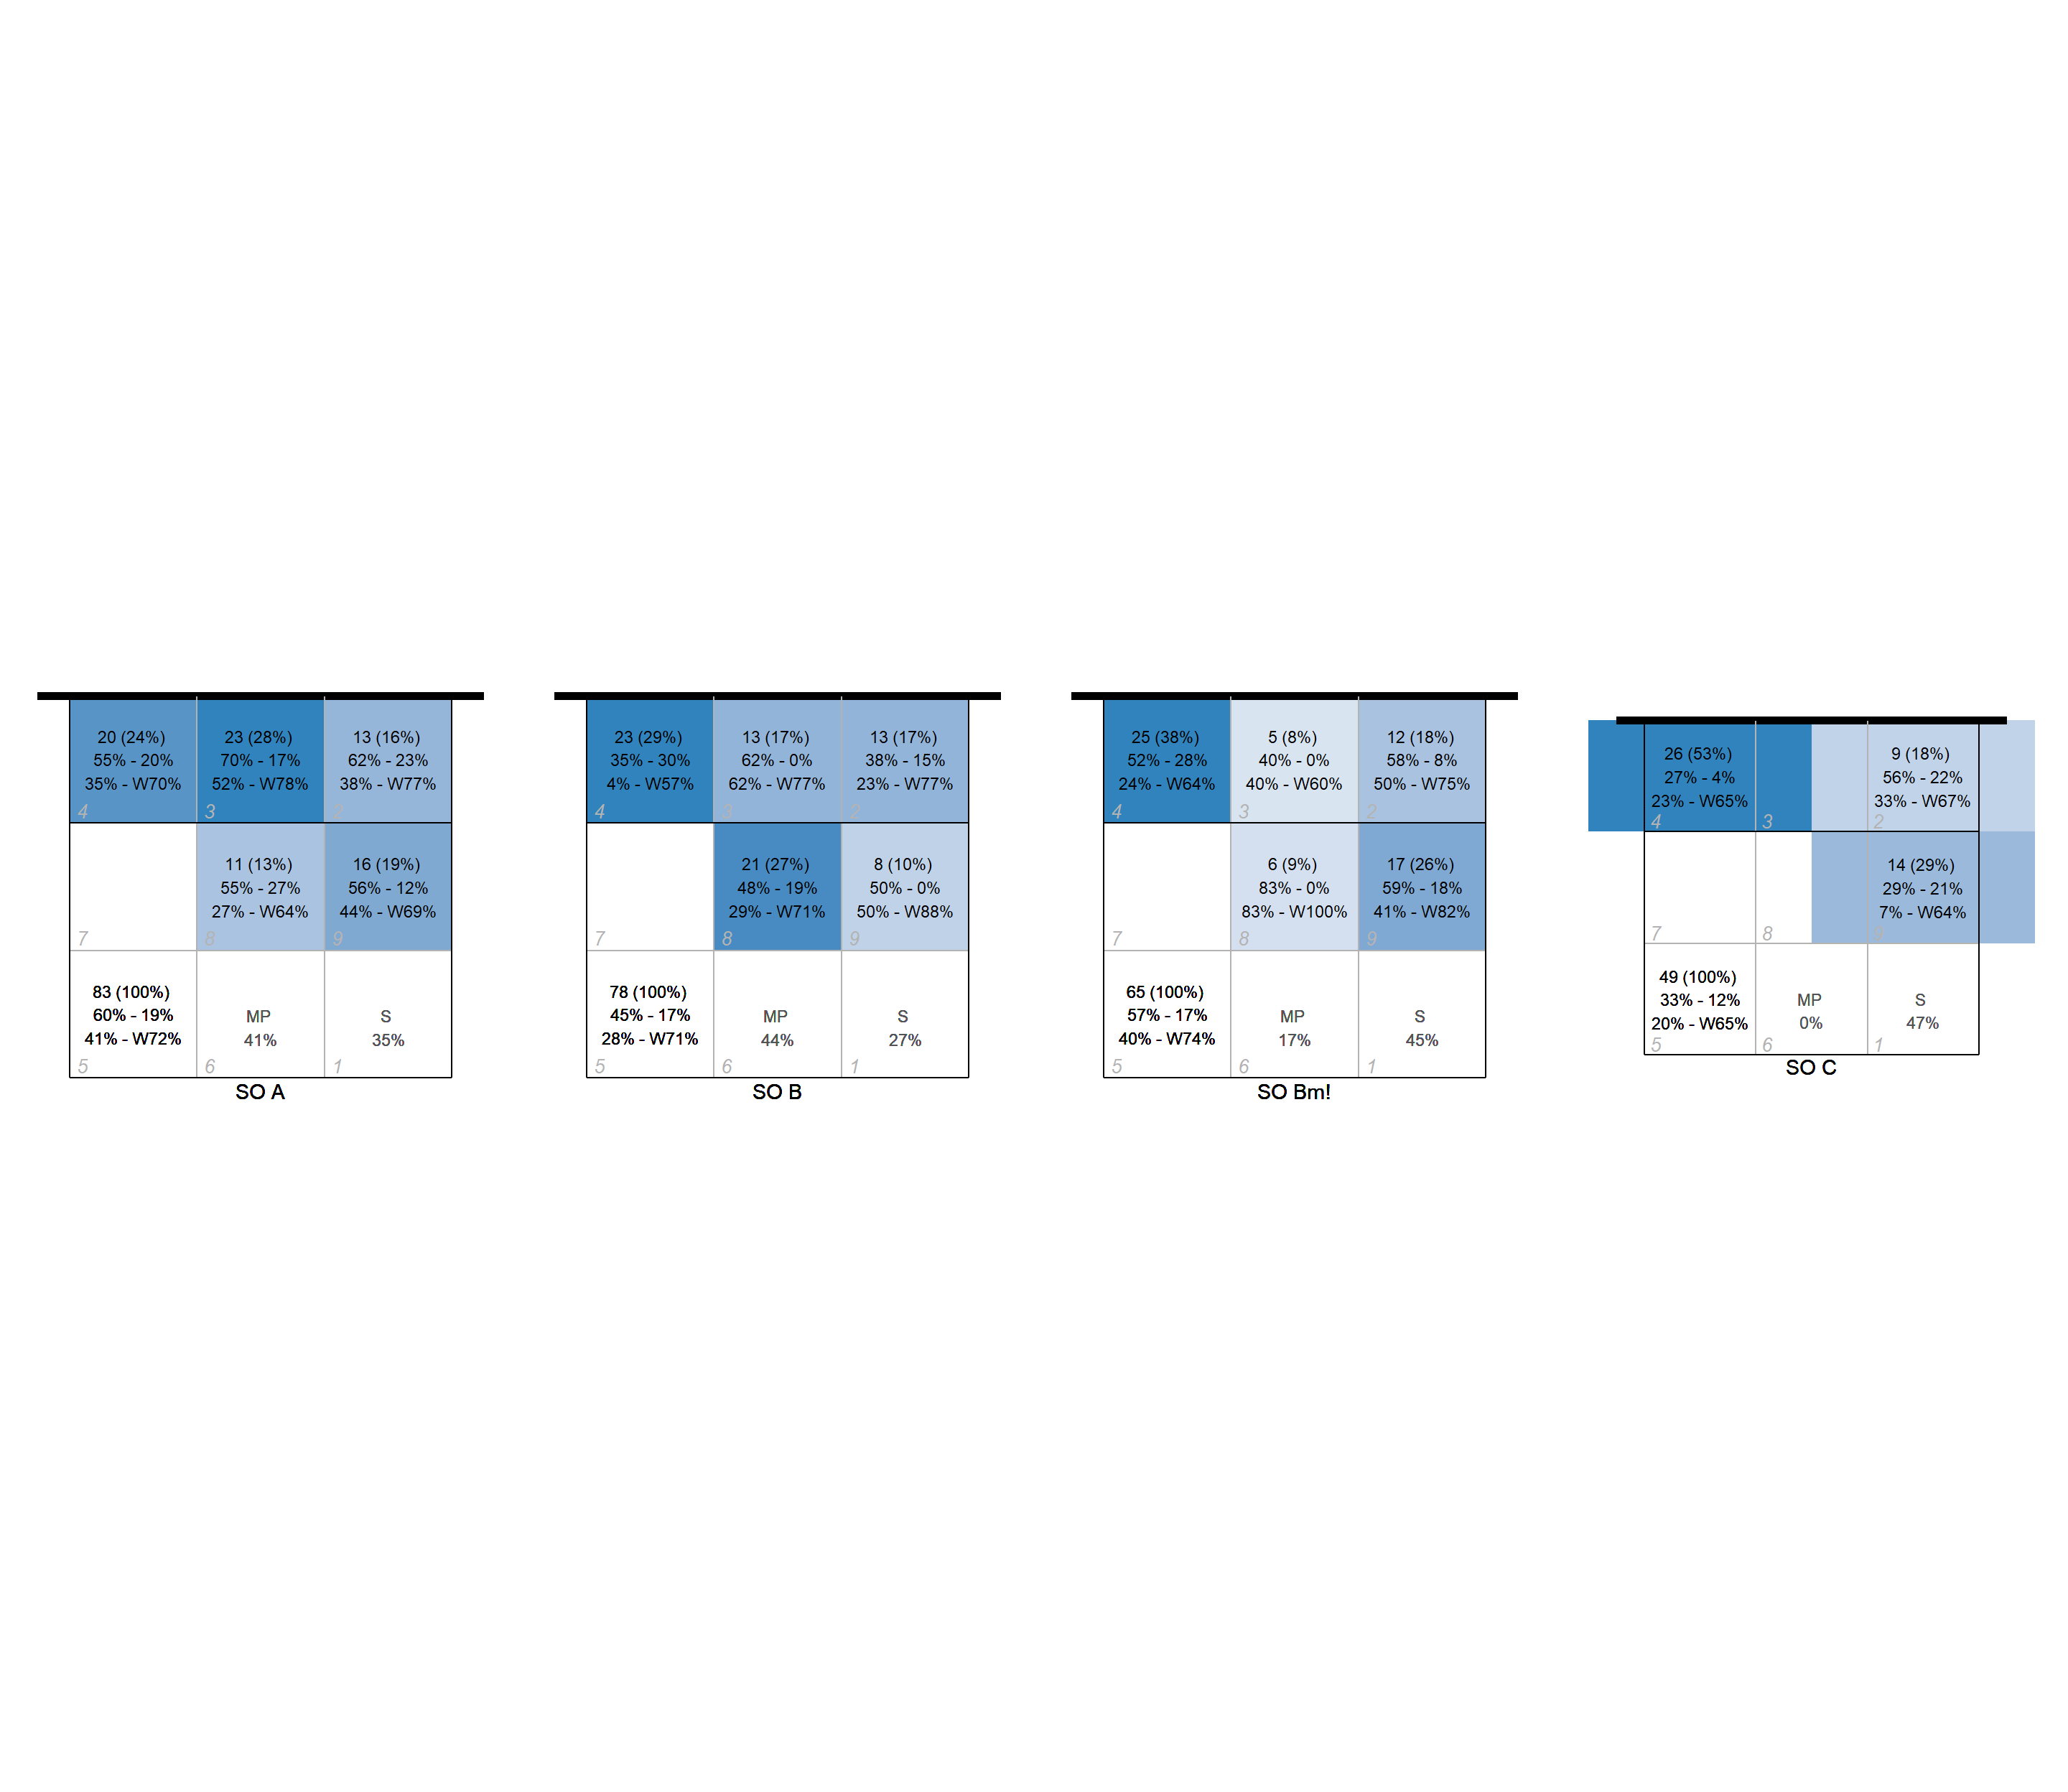 20 (24%)
55% - 20%
35% - W70%
4
23 (28%)
70% - 17%
52% - W78%
3
13 (16%)
62% - 23%
38% - W77%
2
7
11 (13%)
55% - 27%
27% - W64%
8
16 (19%)
56% - 12%
44% - W69%
9
83 (100%)
60% - 19%
41% - W72%
5
MP
41%
6
S
35%
1
SO A
23 (29%)
35% - 30%
4% - W57%
4
13 (17%)
62% - 0%
62% - W77%
3
13 (17%)
38% - 15%
23% - W77%
2
7
21 (27%)
48% - 19%
29% - W71%
8
8 (10%)
50% - 0%
50% - W88%
9
78 (100%)
45% - 17%
28% - W71%
5
MP
44%
6
S
27%
1
SO B
25 (38%)
52% - 28%
24% - W64%
4
5 (8%)
40% - 0%
40% - W60%
3
12 (18%)
58% - 8%
50% - W75%
2
7
6 (9%)
83% - 0%
83% - W100%
8
17 (26%)
59% - 18%
41% - W82%
9
65 (100%)
57% - 17%
40% - W74%
5
MP
17%
6
S
45%
1
SO Bm!
26 (53%)
27% - 4%
23% - W65%
4
3
9 (18%)
56% - 22%
33% - W67%
2
7
8
14 (29%)
29% - 21%
7% - W64%
49 (100%)
33% - 12%
20% - W65%
5
MP
0%
6
S
47%
1
SO C